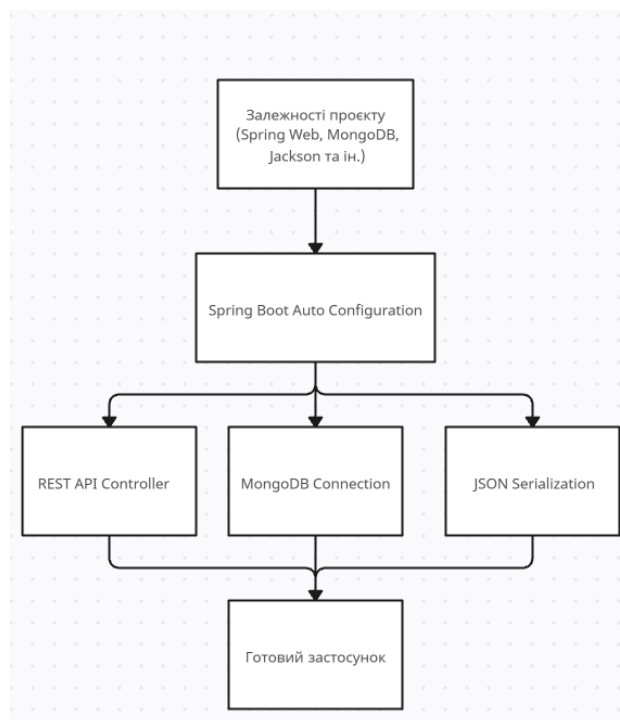 Залежності проєкту
(Spring Web, MongoDB,
Jackson та ін.)
Spring Boot Auto Configuration
REST API Controller
MongoDB Connection
JSON Serialization
Готовий застосунок